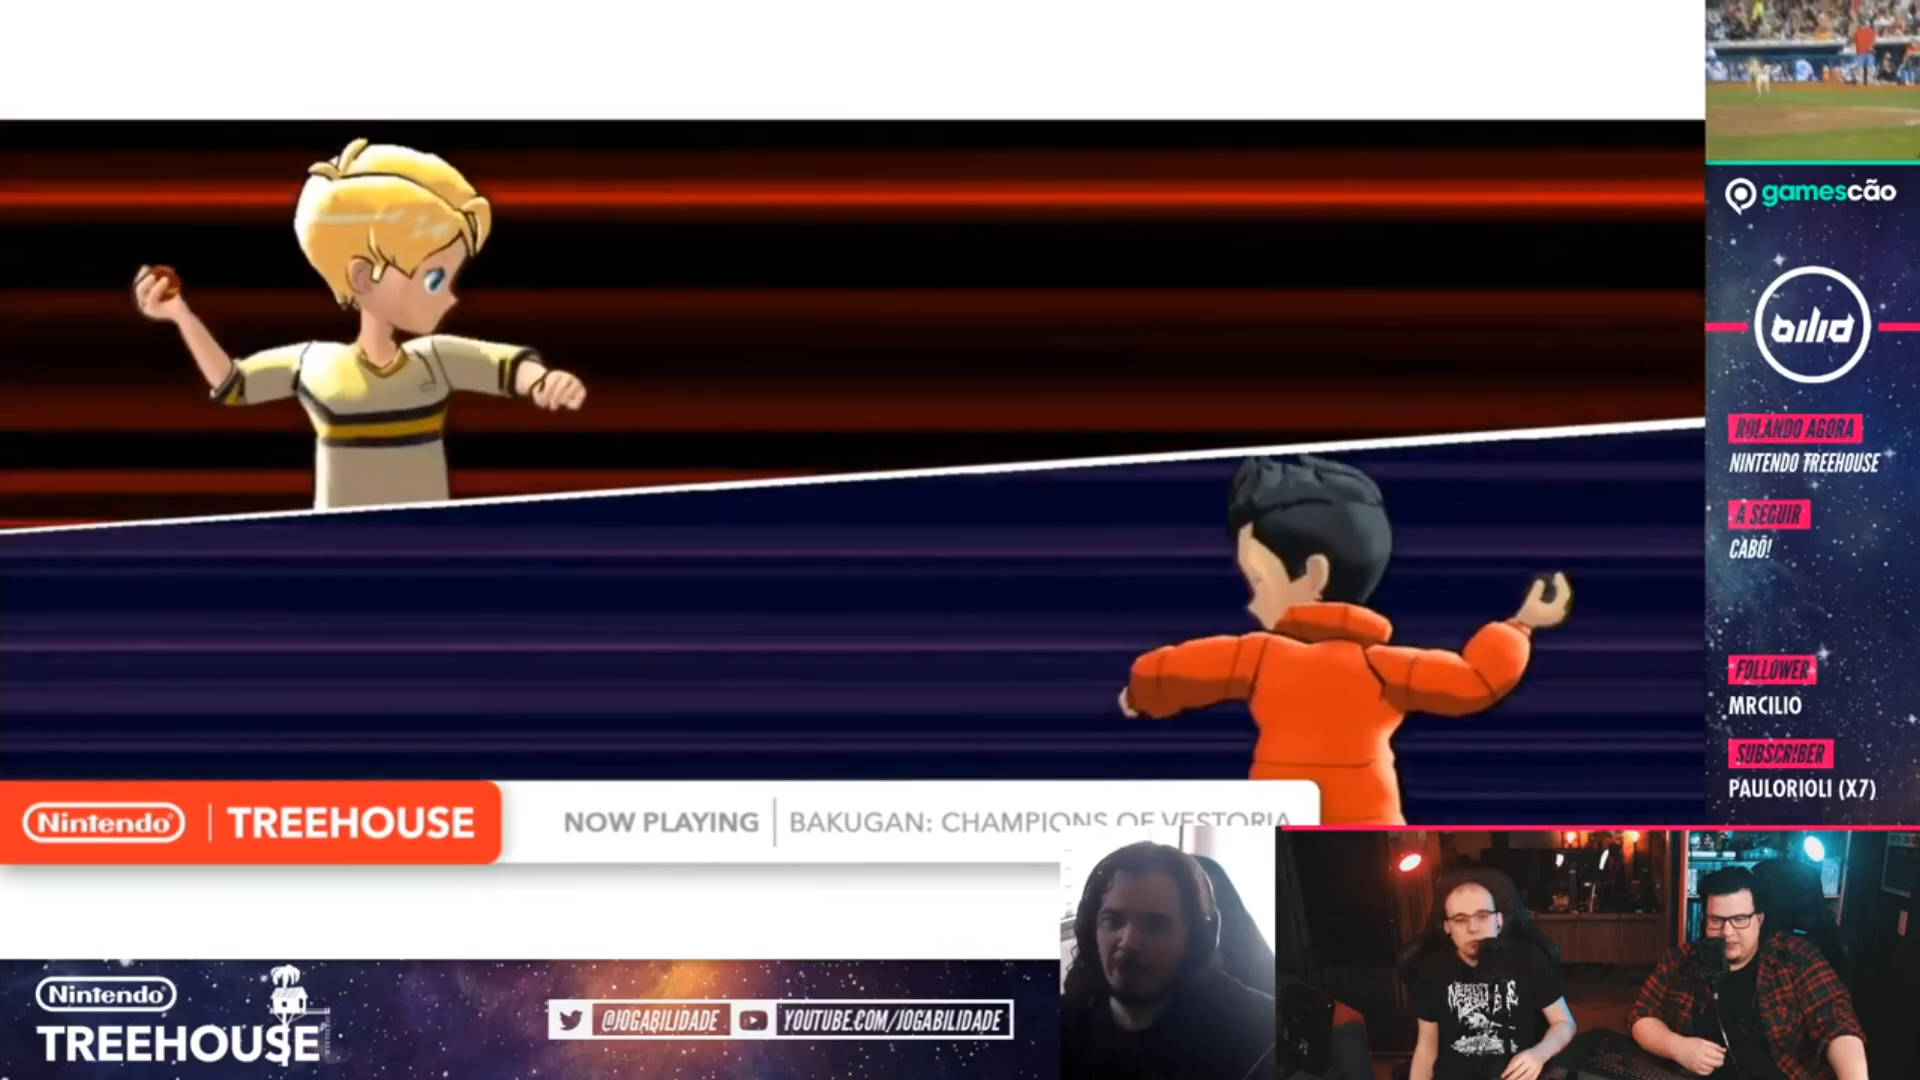 gamescão
bilid
ROLANDO AGORA
NINTENDO TREEHOUSE
A SEGUIR
CABÔ!
FOLLOWER
MRCILIO
SUBSCRIBER
PAULORIOLI (X7)
Nintendo | TREEHOUSE
NOW PLAYING | BAKUGAN: CHAMPIONS OF VESTORIA
Nintendo
TREEHOUSE
@JOGABILIDADE
YOUTUBE.COM/JOGABILIDADE